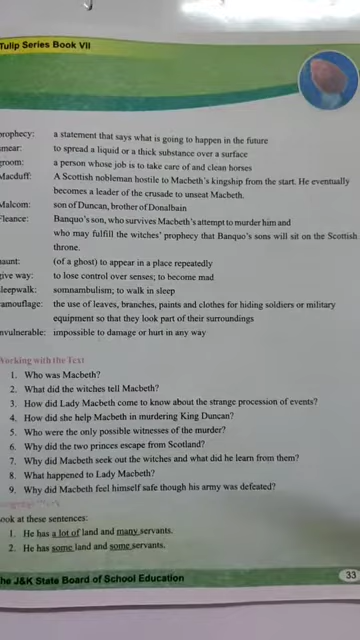 Tulip Series Book VII
prophecy: a statement that says what is going to happen in the future
smear: to spread a liquid or a thick substance over a surface
groom: a person whose job is to take care of and clean horses
Macduff: A Scottish nobleman hostile to Macbeth's kingship from the start. He eventually
becomes a leader of the crusade to unseat Macbeth.
Malcom: son of Duncan, brother of Donalbain
Fleance: Banquo's son, who survives Macbeth's attempt to murder him and
who may fulfill the witches' prophecy that Banquo's sons will sit on the Scottish
throne.
haunt: (of a ghost) to appear in a place repeatedly
give way: to lose control over senses; to become mad
sleepwalk: somnambulism; to walk in sleep
camouflage: the use of leaves, branches, paints and clothes for hiding soldiers or military
equipment so that they look part of their surroundings
invulnerable: impossible to damage or hurt in any way
Working with the Text
1. Who was Macbeth?
2. What did the witches tell Macbeth?
3. How did Lady Macbeth come to know about the strange procession of events?
4. How did she help Macbeth in murdering King Duncan?
5. Who were the only possible witnesses of the murder?
6. Why did the two princes escape from Scotland?
7. Why did Macbeth seek out the witches and what did he learn from them?
8. What happened to Lady Macbeth?
9. Why did Macbeth feel himself safe though his army was defeated?
Look at these sentences:
1. He has a lot of land and many servants.
2. He has some land and some servants.
The J&K State Board of School Education
33